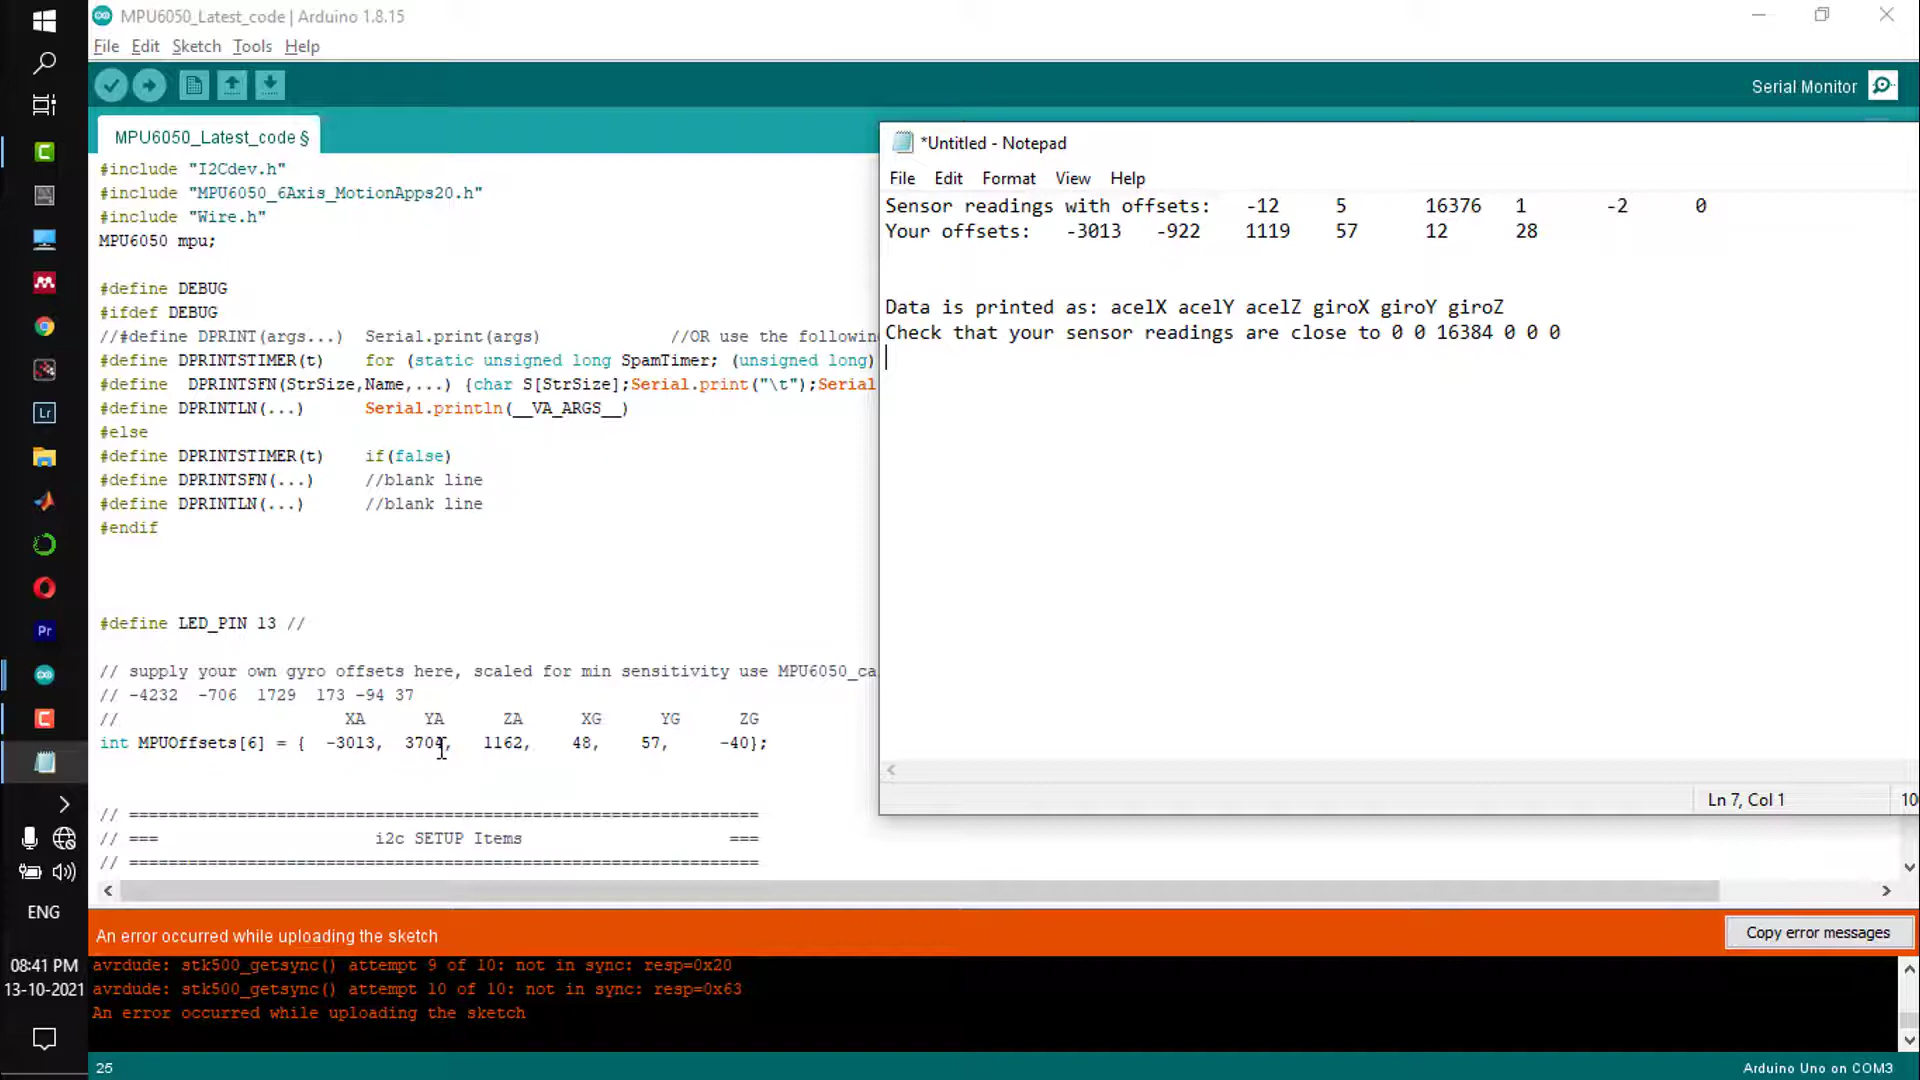 MPU6050_Latest_code | Arduino 1.8.15
File Edit Sketch Tools Help
Serial Monitor
MPU6050_Latest_code §
#include "I2Cdev.h"
#include "MPU6050_6Axis_MotionApps20.h"
#include "Wire.h"
MPU6050 mpu;
#define DEBUG
#ifdef DEBUG
//#define DPRINT(args...) Serial.print(args) //OR use the followin
#define DPRINTSTIMER(t) for (static unsigned long SpamTimer; (unsigned long)
#define DPRINTSFN(StrSize,Name,...) {char S[StrSize];Serial.print("\t");Serial
#define DPRINTLN(...) Serial.println(__VA_ARGS__)
#else
#define DPRINTSTIMER(t) if(false)
#define DPRINTSFN(...) //blank line
#define DPRINTLN(...) //blank line
#endif
#define LED_PIN 13 //
// supply your own gyro offsets here, scaled for min sensitivity use MPU6050_ca
// -4232 -706 1729 173 -94 37
// XA YA ZA XG YG ZG
int MPUOffsets[6] = { -3013, 3704, 1162, 48, 57, -40};
// ================================================================
// === i2c SETUP Items ===
// ================================================================
*Untitled - Notepad
File Edit Format View Help
Sensor readings with offsets: -12 5 16376 1 -2 0
Your offsets: -3013 -922 1119 57 12 28
Data is printed as: acelX acelY acelZ giroX giroY giroZ
Check that your sensor readings are close to 0 0 16384 0 0 0
Ln 7, Col 1
10
An error occurred while uploading the sketch
Copy error messages
avrdude: stk500_getsync() attempt 9 of 10: not in sync: resp=0x20
avrdude: stk500_getsync() attempt 10 of 10: not in sync: resp=0x63
An error occurred while uploading the sketch
25
Arduino Uno on COM3
Lr
Pr
ENG
08:41 PM
13-10-2021